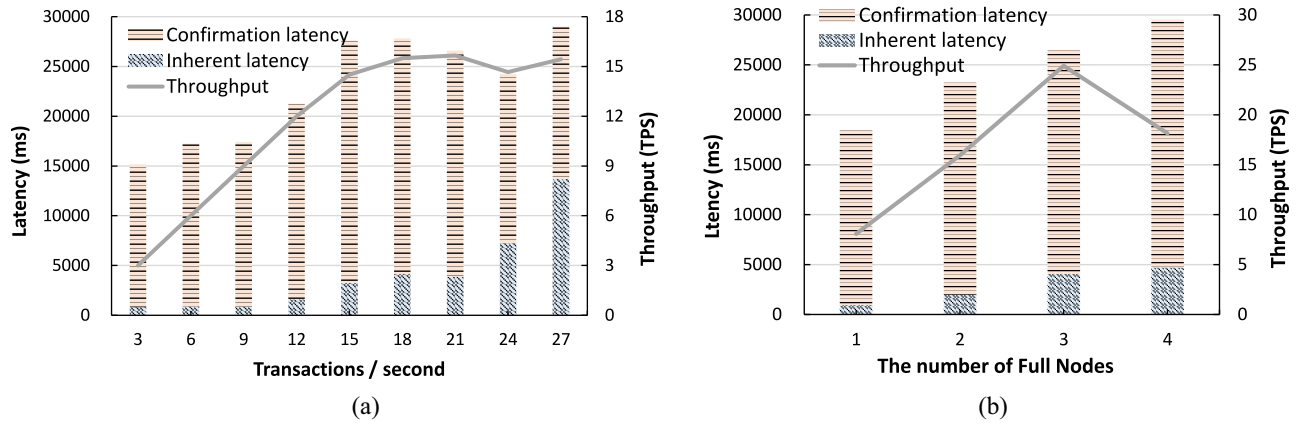 30000
25000
20000
15000
10000
5000
0
Latency (ms)
Confirmation latency
Inherent latency
Throughput
18
15
12
9
6
3
0
Throughput (TPS)
3 6 9 12 15 18 21 24 27
Transactions / second
(a)
30000
25000
20000
15000
10000
5000
0
Ltency (ms)
Confirmation latency
Inherent latency
Throughput
30
25
20
15
10
5
0
Throughput (TPS)
1 2 3 4
The number of Full Nodes
(b)